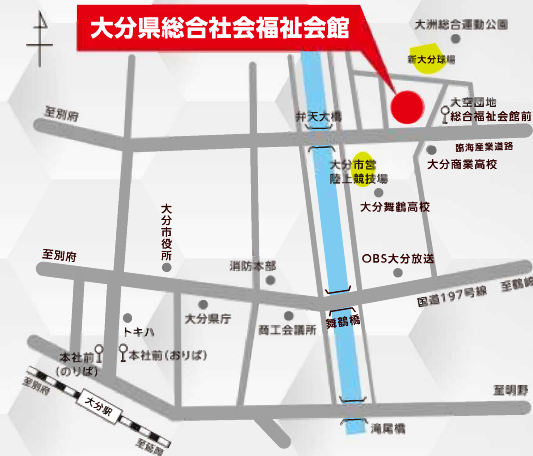 大分県総合社会福祉会館
大洲総合運動公園
新大分球場
至別府
弁天大橋
大空団地
総合福祉会館前
臨海産業道路
大分商業高校
大分市営
陸上競技場
大分舞鶴高校
大分市役所
至別府
消防本部
OBS大分放送
国道197号線
至鶴崎
大分県庁
商工会議所
舞鶴橋
トキハ
本社前
(のりば)
本社前(おりば)
至別府
大分駅
至延岡
至明野
滝尾橋